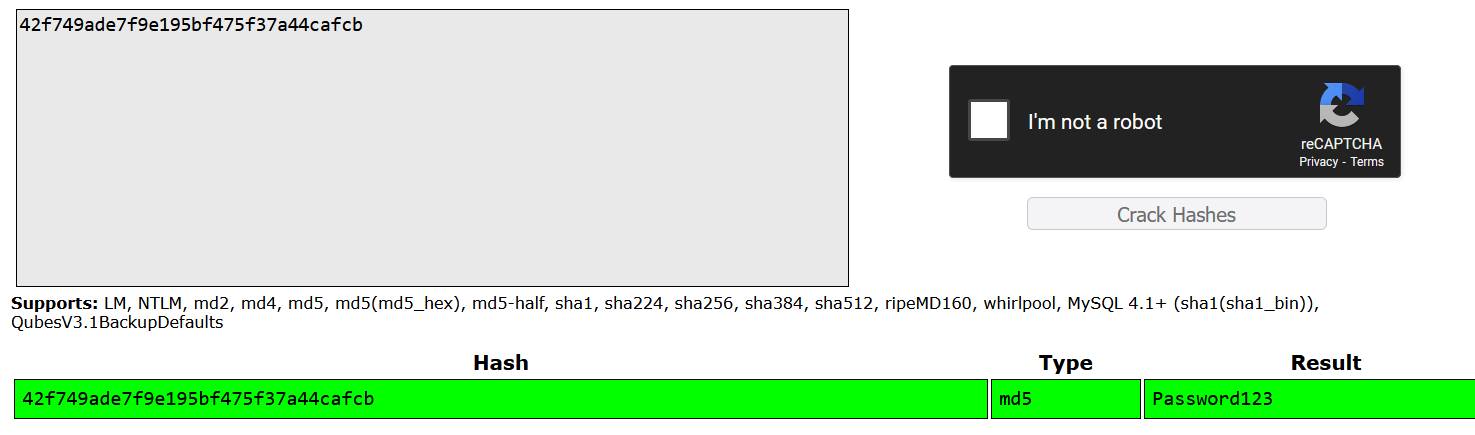 42f749ade7f9e195bf475f37a44cafcb
I'm not a robot
reCAPTCHA
Privacy - Terms
Crack Hashes
Supports: LM, NTLM, md2, md4, md5, md5(md5_hex), md5-half, sha1, sha224, sha256, sha384, sha512, ripeMD160, whirlpool, MySQL 4.1+ (sha1(sha1_bin)),
QubesV3.1BackupDefaults
Hash Type Result
42f749ade7f9e195bf475f37a44cafcb md5 Password123